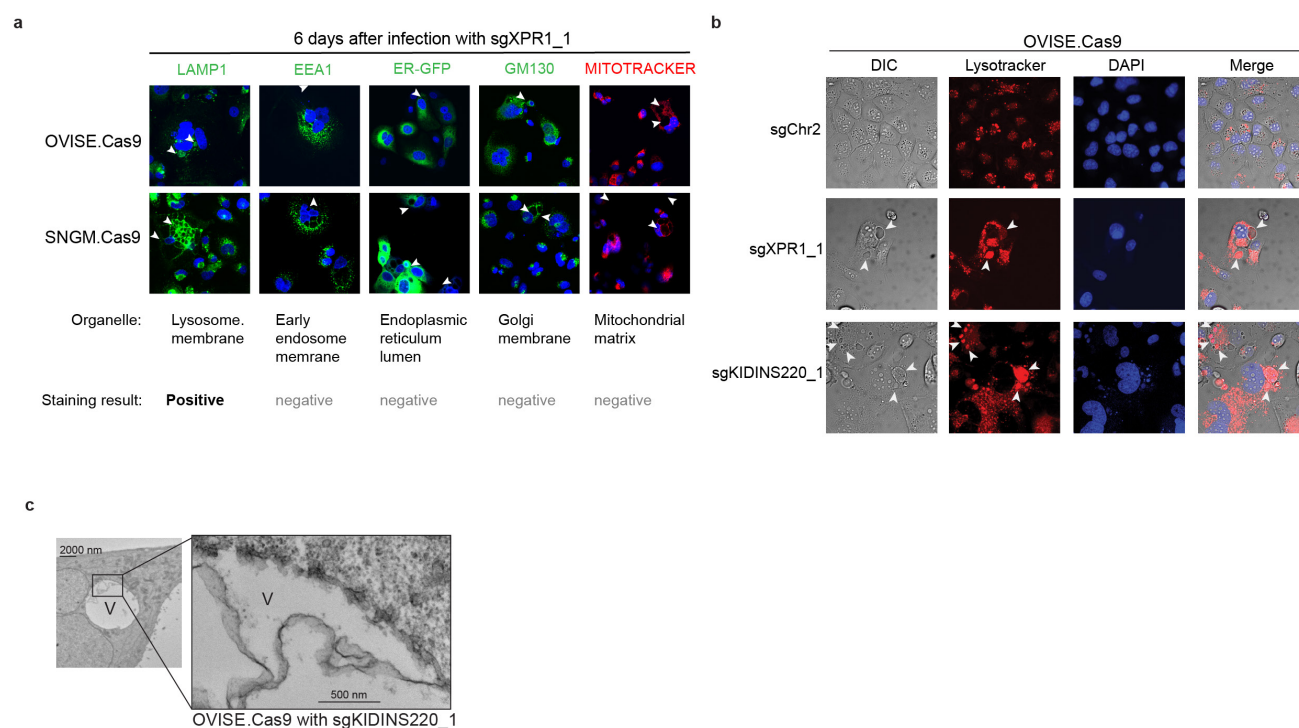 a
6 days after infection with sgXPR1_1
LAMP1 EEA1 ER-GFP GM130 MITOTRACKER
OVISE.Cas9
SNGM.Cas9
Organelle: Lysosome. membrane Early endosome memrane Endoplasmic reticulum lumen Golgi membrane Mitochondrial matrix
Staining result: Positive negative negative negative negative
b
OVISE.Cas9
DIC Lysotracker DAPI Merge
sgChr2
sgXPR1_1
sgKIDINS220_1
c
2000 nm
V
V
500 nm
OVISE.Cas9 with sgKIDINS220_1